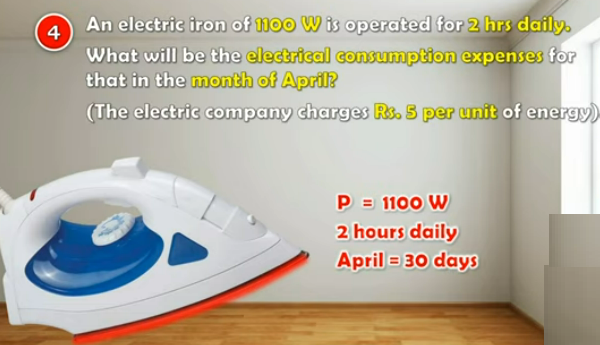 4 An electric iron of 1100 W is operated for 2 hrs daily.
What will be the electrical consumption expenses for
that in the month of April?
(The electric company charges Rs. 5 per unit of energy)
P = 1100 W
2 hours daily
April = 30 days